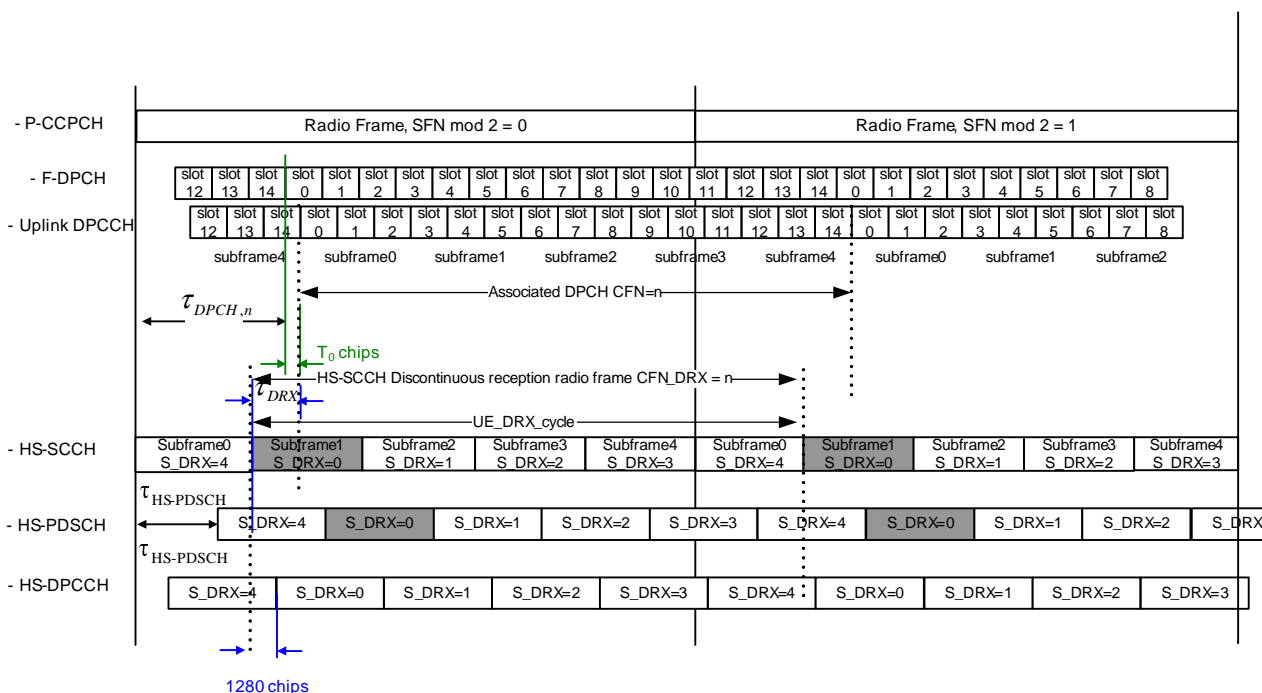 - P-CCPCH
Radio Frame, SFN mod 2 = 0
Radio Frame, SFN mod 2 = 1
- F-DPCH
slot 12 slot 13 slot 14 slot 0 slot 1 slot 2 slot 3 slot 4 slot 5 slot 6 slot 7 slot 8 slot 9 slot 10 slot 11 slot 12 slot 13 slot 14 slot 0 slot 1 slot 2 slot 3 slot 4 slot 5 slot 6 slot 7 slot 8
- Uplink DPCCH
slot 12 slot 13 slot 14 slot 0 slot 1 slot 2 slot 3 slot 4 slot 5 slot 6 slot 7 slot 8 slot 9 slot 10 slot 11 slot 12 slot 13 slot 14 slot 0 slot 1 slot 2 slot 3 slot 4 slot 5 slot 6 slot 7 slot 8
subframe4 subframe0 subframe1 subframe2 subframe3 subframe4 subframe0 subframe1 subframe2
Associated DPCH CFN=n
τDPCH,n
T0 chips
HS-SCCH Discontinuous reception radio frame CFN_DRX = n
τDRX
UE_DRX_cycle
- HS-SCCH
Subframe0 Subframe1 Subframe2 Subframe3 Subframe4 Subframe0 Subframe1 Subframe2 Subframe3 Subframe4
S_DRX=4 S_DRX=0 S_DRX=1 S_DRX=2 S_DRX=3 S_DRX=4 S_DRX=0 S_DRX=1 S_DRX=2 S_DRX=3
τHS-PDSCH
- HS-PDSCH
S_DRX=4 S_DRX=0 S_DRX=1 S_DRX=2 S_DRX=3 S_DRX=4 S_DRX=0 S_DRX=1 S_DRX=2 S_DRX
τHS-PDSCH
- HS-DPCCH
S_DRX=4 S_DRX=0 S_DRX=1 S_DRX=2 S_DRX=3 S_DRX=4 S_DRX=0 S_DRX=1 S_DRX=2 S_DRX=3
1280 chips